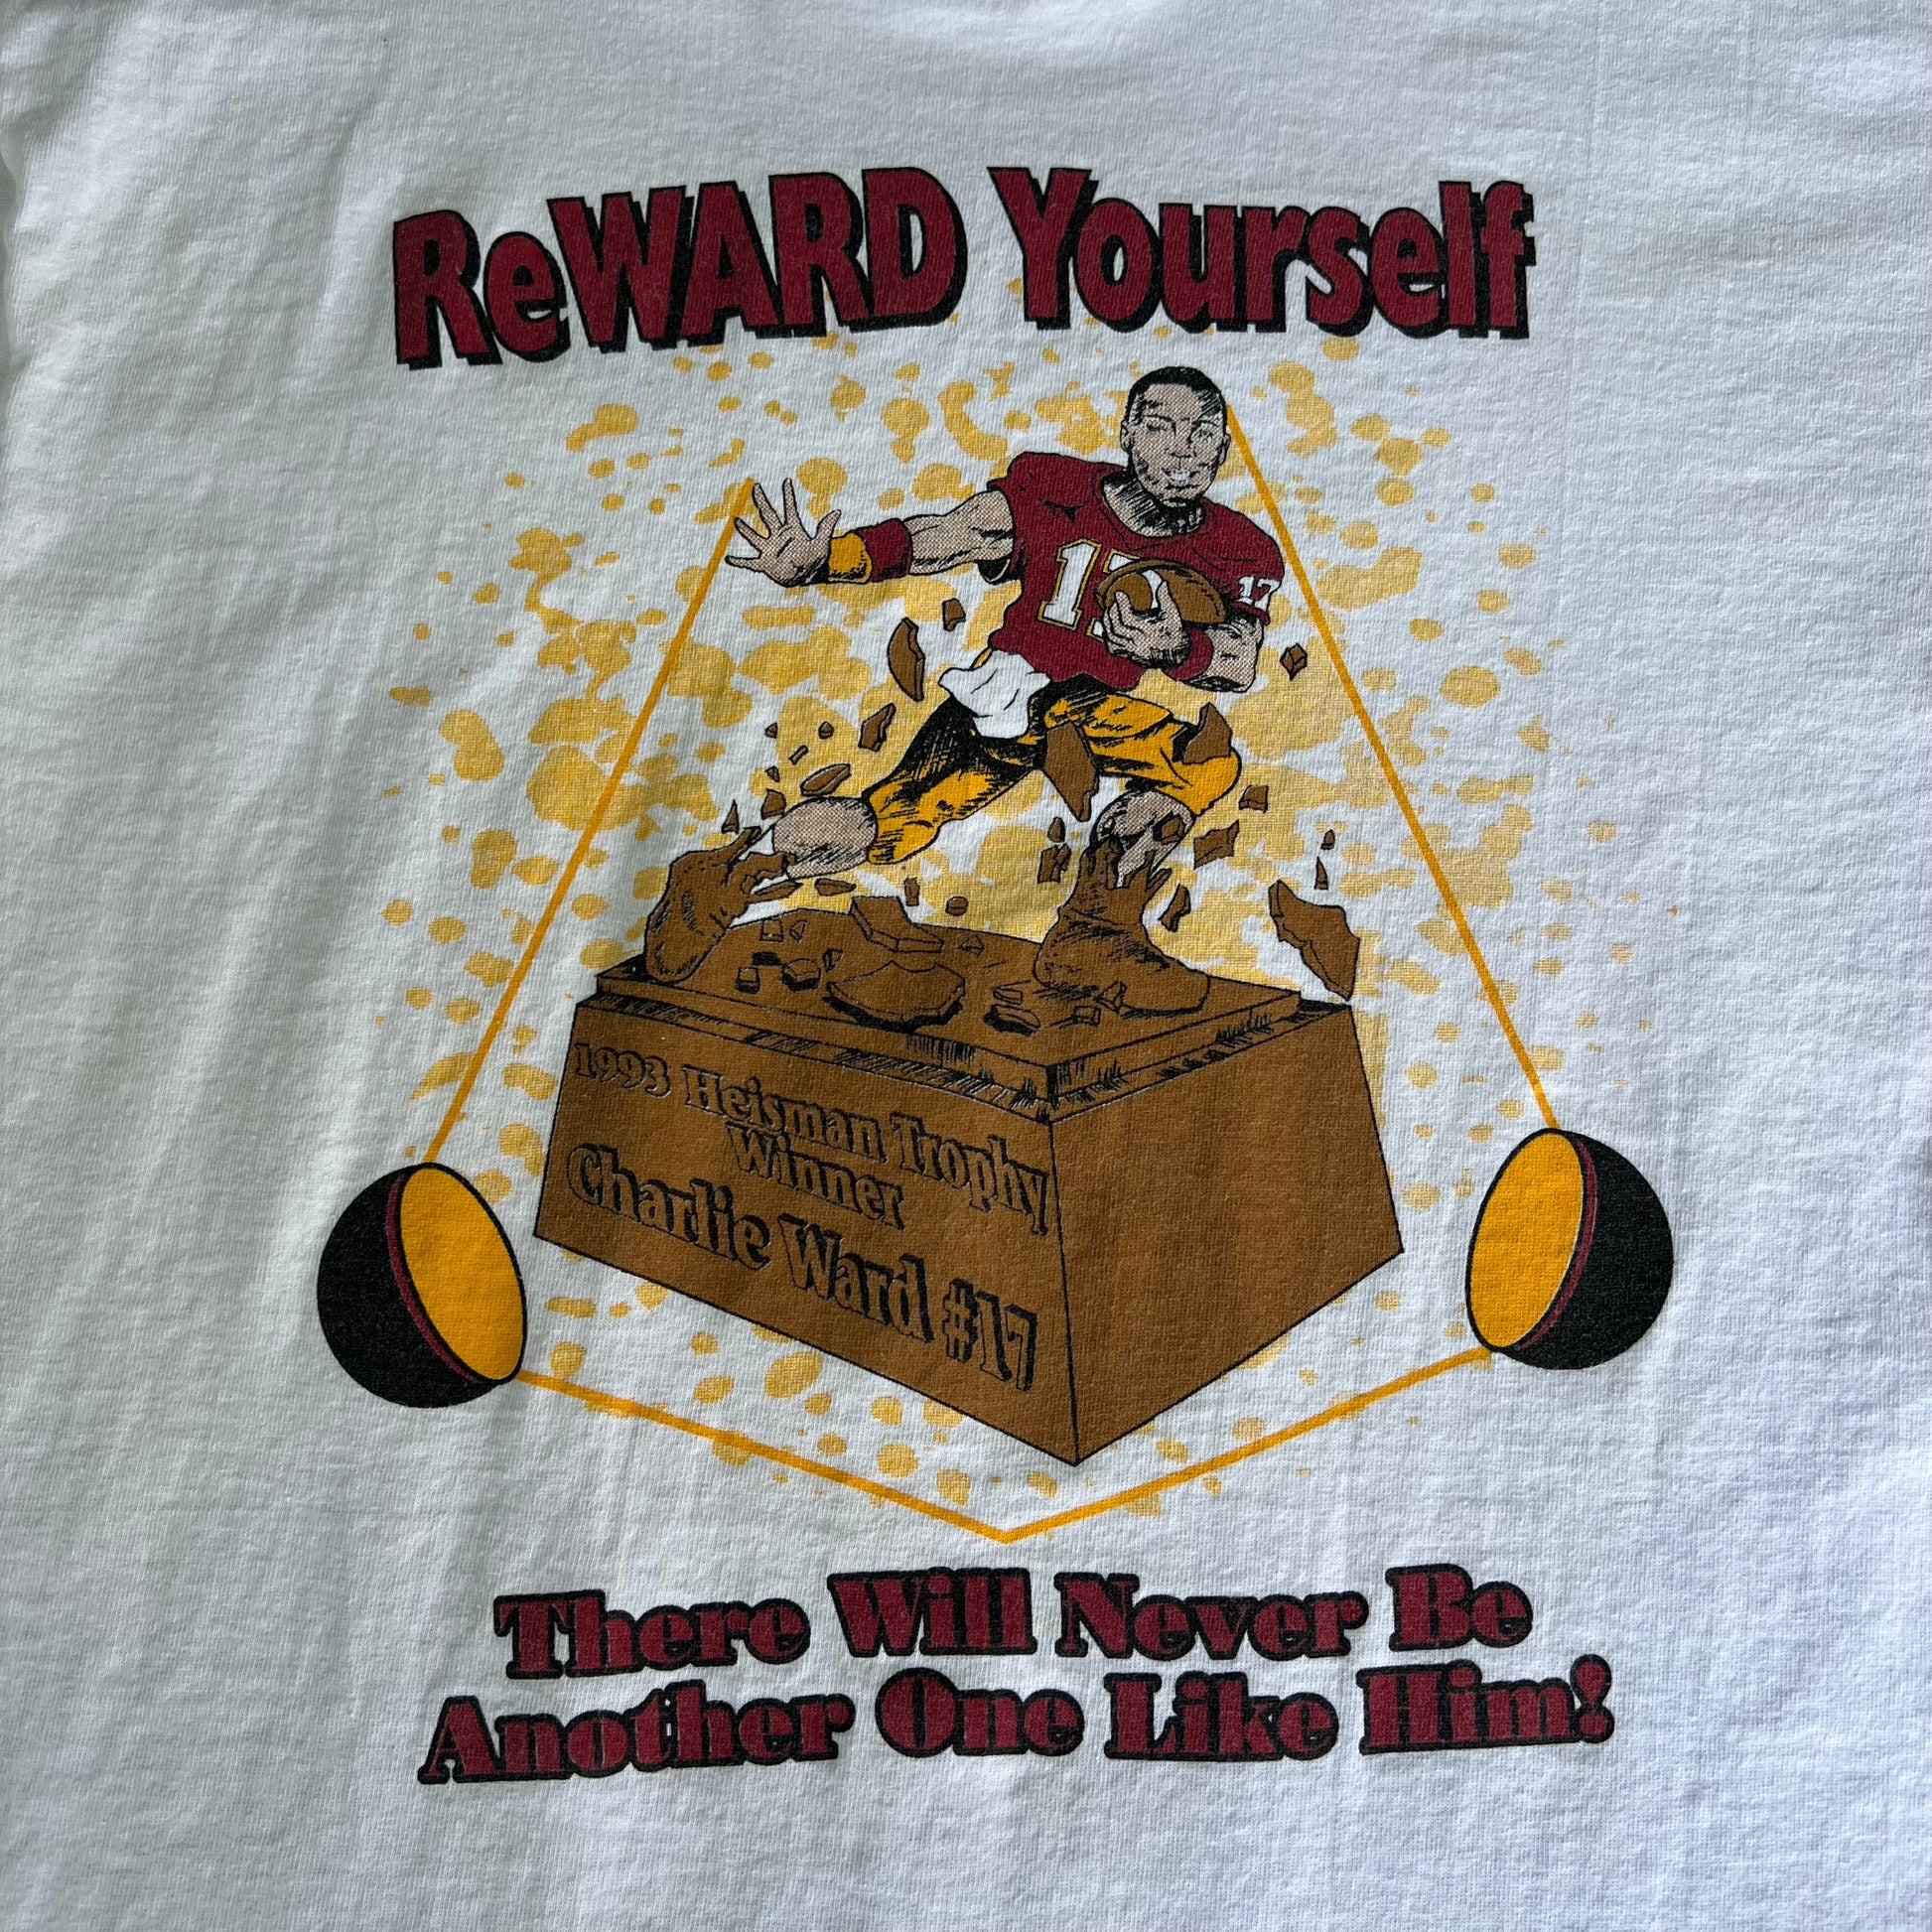 ReWARD Yourself
17
17
1993 Heisman Trophy
Winner
Charlie Ward #17
There Will Never Be
Another One Like Him!